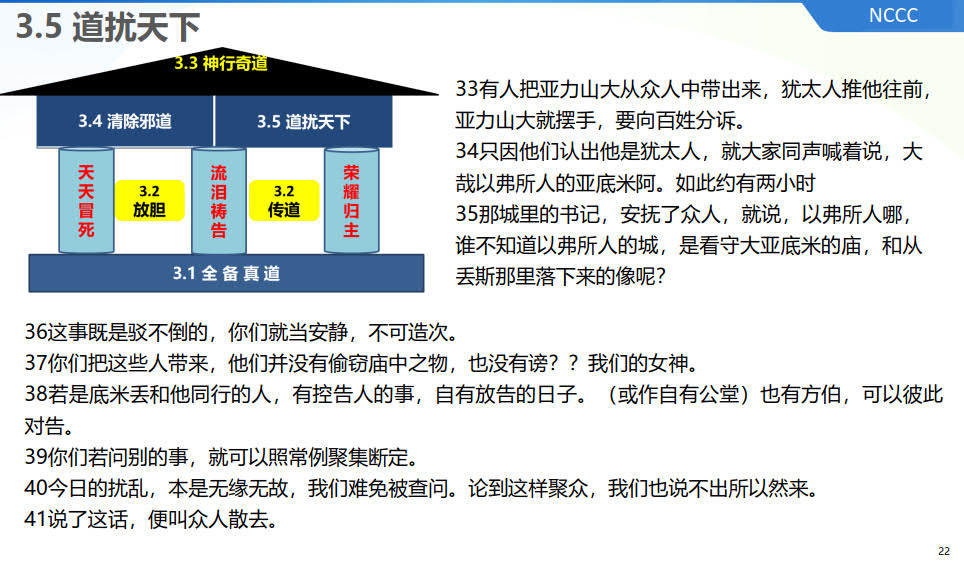 3.5 道扰天下
NCCC
3.3 神行奇道
3.4 清除邪道
3.5 道扰天下
天天冒死
3.2
放胆
流泪祷告
3.2
传道
荣耀归主
3.1 全 备 真 道
33有人把亚力山大从众人中带出来，犹太人推他往前，
亚力山大就摆手，要向百姓分诉。
34只因他们认出他是犹太人，就大家同声喊着说，大
哉以弗所人的亚底米阿。如此约有两小时
35那城里的书记，安抚了众人，就说，以弗所人哪，
谁不知道以弗所人的城，是看守大亚底米的庙，和从
丢斯那里落下来的像呢？
36这事既是驳不倒的，你们就当安静，不可造次。
37你们把这些人带来，他们并没有偷窃庙中之物，也没有谤？？我们的女神。
38若是底米丢和他同行的人，有控告人的事，自有放告的日子。（或作自有公堂）也有方伯，可以彼此
对告。
39你们若问别的事，就可以照常例聚集断定。
40今日的扰乱，本是无缘无故，我们难免被查问。论到这样聚众，我们也说不出所以然来。
41说了这话，便叫众人散去。
22